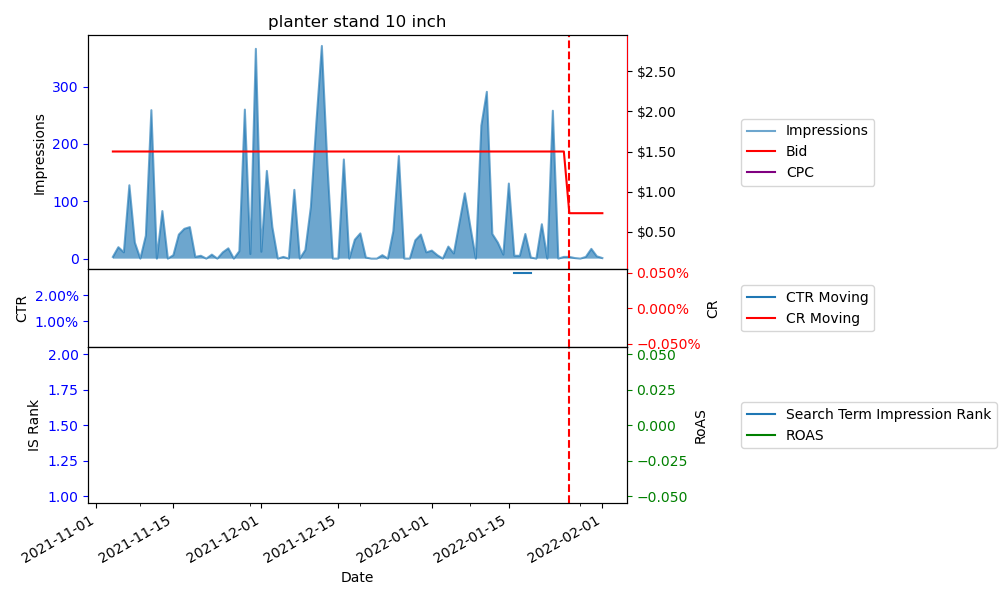 planter stand 10 inch
Impressions
300
200
100
0
$2.50
$2.00
$1.50
$1.00
$0.50
Impressions
Bid
CPC
CTR
2.00%
1.00%
0.050%
0.000%
−0.050%
CR
CTR Moving
CR Moving
IS Rank
2.00
1.75
1.50
1.25
1.00
0.050
0.025
0.000
−0.025
−0.050
RoAS
Search Term Impression Rank
ROAS
2021-11-01
2021-11-15
2021-12-01
2021-12-15
2022-01-01
2022-01-15
2022-02-01
Date